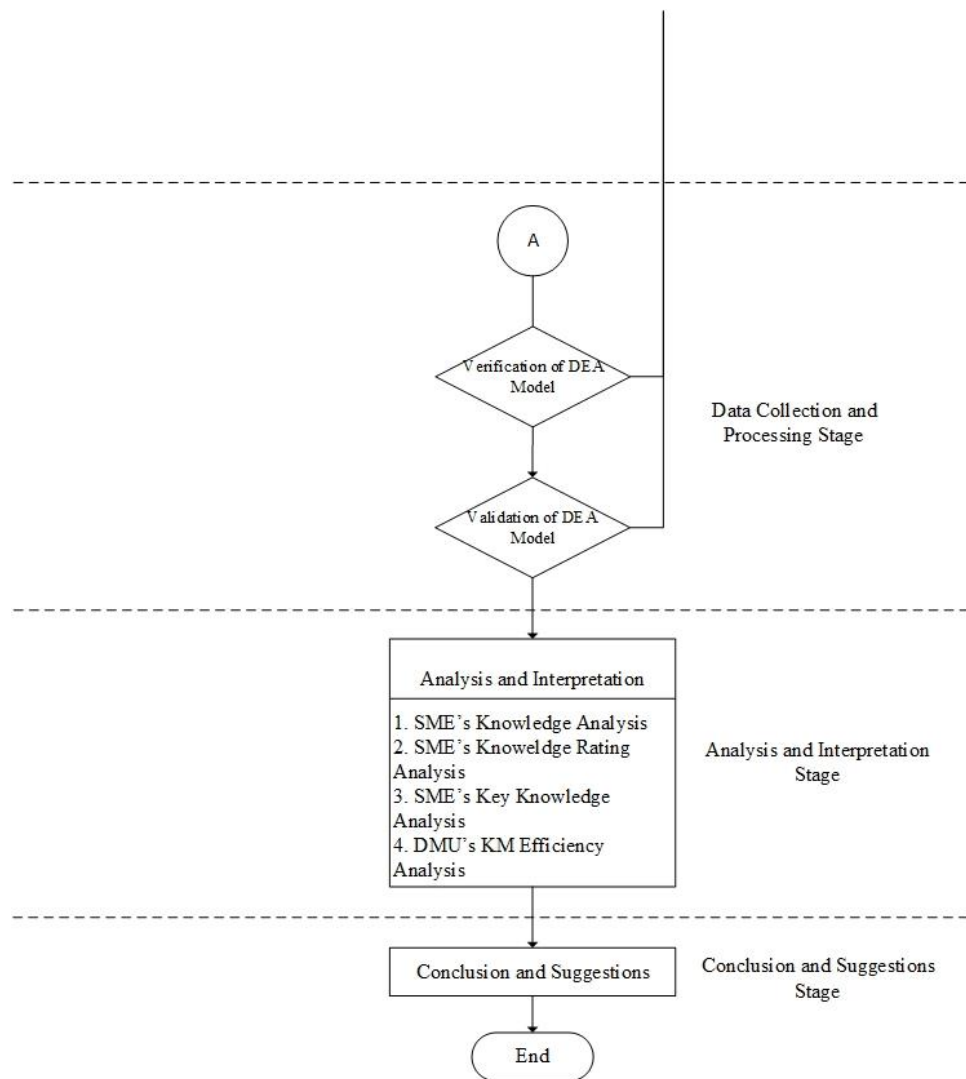 A
Verification of DEA
Model
Data Collection and
Processing Stage
Validation of DEA
Model
Analysis and Interpretation
1. SME's Knowledge Analysis
2. SME's Knoweldge Rating
Analysis
3. SME's Key Knowledge
Analysis
4. DMU's KM Efficiency
Analysis
Analysis and Interpretation
Stage
Conclusion and Suggestions
Conclusion and Suggestions
Stage
End